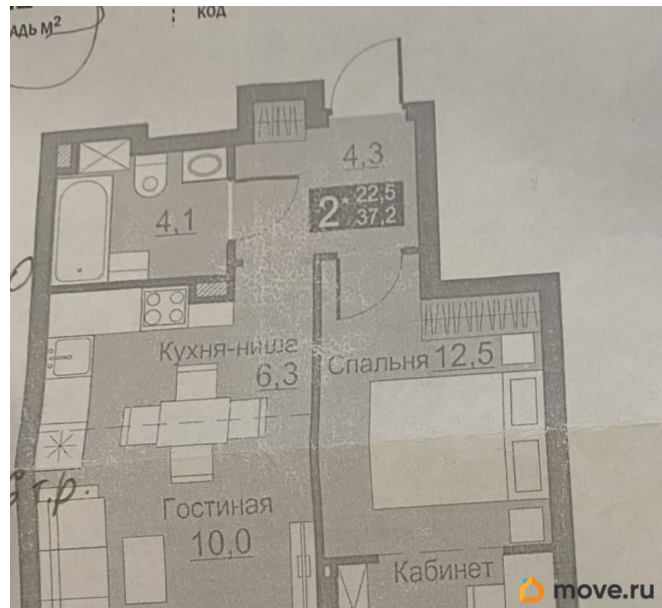 АДЬ М²
КОД
4,3
4,1
2* 22,5
37,2
Кухня-ниша
6,3
Спальня 12,5
Гостиная
10,0
т.р.
Кабинет
move.ru